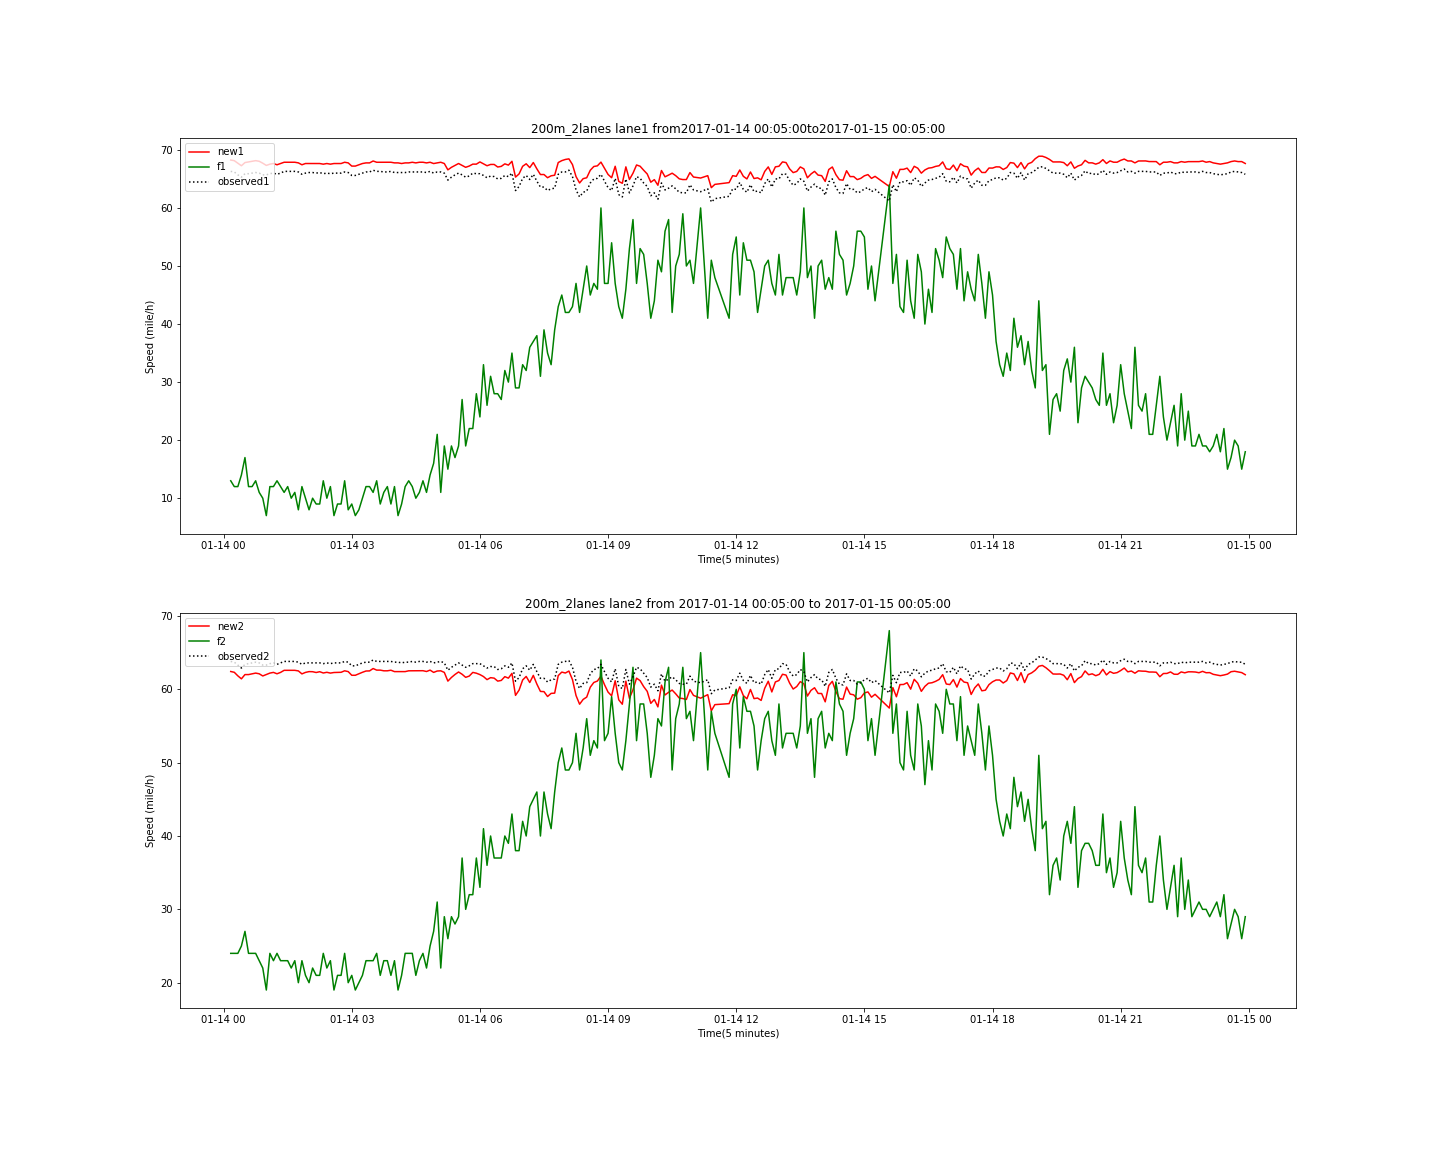 200m_2lanes lane1 from2017-01-14 00:05:00to2017-01-15 00:05:00
new1
f1
observed1
Speed (mile/h)
70
60
50
40
30
20
10
01-14 00
01-14 03
01-14 06
01-14 09
01-14 12
01-14 15
01-14 18
01-14 21
01-15 00
Time(5 minutes)
200m_2lanes lane2 from 2017-01-14 00:05:00 to 2017-01-15 00:05:00
new2
f2
observed2
Speed (mile/h)
70
60
50
40
30
20
01-14 00
01-14 03
01-14 06
01-14 09
01-14 12
01-14 15
01-14 18
01-14 21
01-15 00
Time(5 minutes)